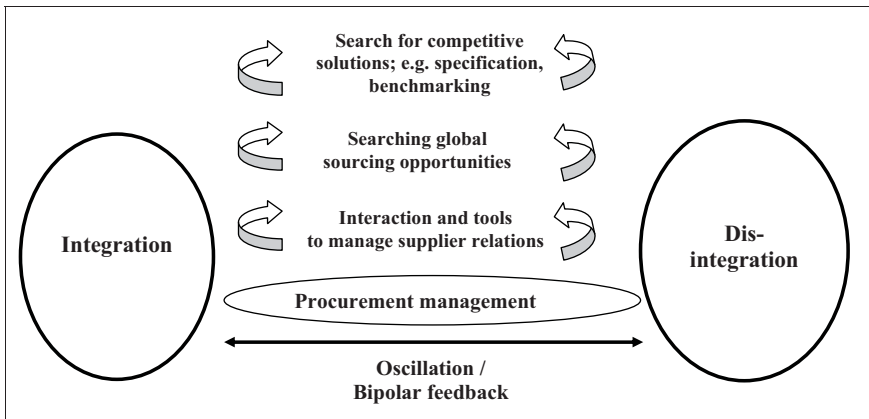 Search for competitive
solutions; e.g. specification,
benchmarking
Searching global
sourcing opportunities
Interaction and tools
to manage supplier relations
Integration
Dis-
integration
Procurement management
Oscillation /
Bipolar feedback